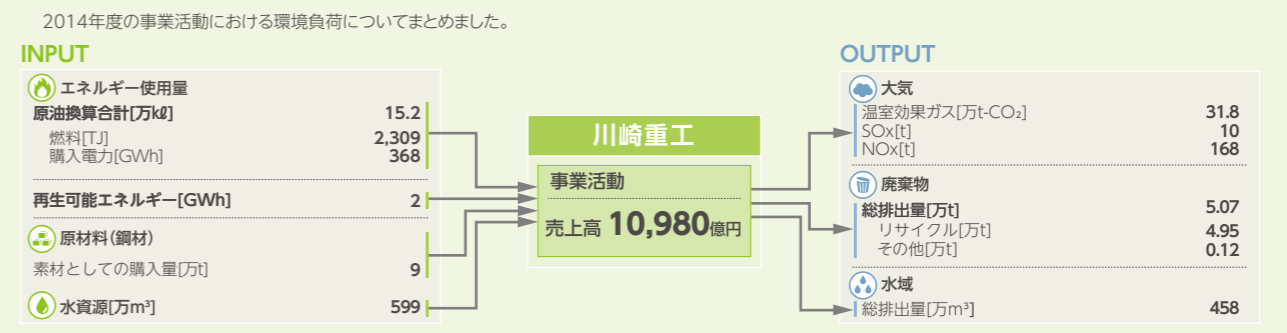 2014年度の事業活動における環境負荷についてまとめました。
INPUT
エネルギー使用量
原油換算合計[万kℓ] 15.2
燃料[TJ] 2,309
購入電力[GWh] 368
再生可能エネルギー[GWh] 2
原材料(鋼材)
素材としての購入量[万t] 9
水資源[万m³] 599
川崎重工
事業活動
売上高 10,980億円
OUTPUT
大気
温室効果ガス[万t-CO₂] 31.8
SOx[t] 10
NOx[t] 168
廃棄物
総排出量[万t] 5.07
リサイクル[万t] 4.95
その他[万t] 0.12
水域
総排出量[万m³] 458